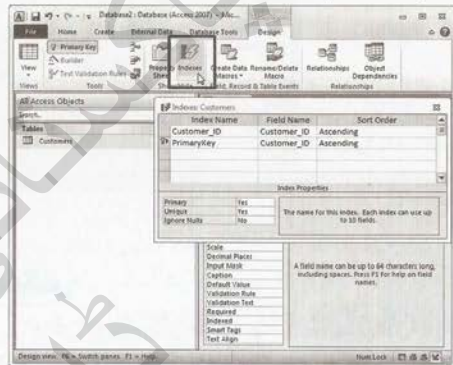 Database2 : Database (Access 2007) - Mic...
File Home Create External Data Database Tools Design
View
Primary Key
Builder
Test Validation Rules
Property Sheet
Indexes
Create Data Macros
Rename/Delete Macro
Relationships
Object Dependencies
Views Tools Show/Hide Field, Record & Table Events Relationships
All Access Objects
Search...
Tables
Customers
Indexes: Customers
Index Name Field Name Sort Order
Customer_ID Customer_ID Ascending
PrimaryKey Customer_ID Ascending
Index Properties
Primary Yes
Unique Yes
Ignore Nulls No
The name for this index. Each index can use up
to 10 fields.
Scale
Decimal Places
Input Mask
Caption
Default Value
Validation Rule
Validation Text
Required
Indexed
Smart Tags
Text Align
A field name can be up to 64 characters long,
including spaces. Press F1 for help on field
names.
Design view. F6 = Switch panes. F1 = Help.
Num Lock